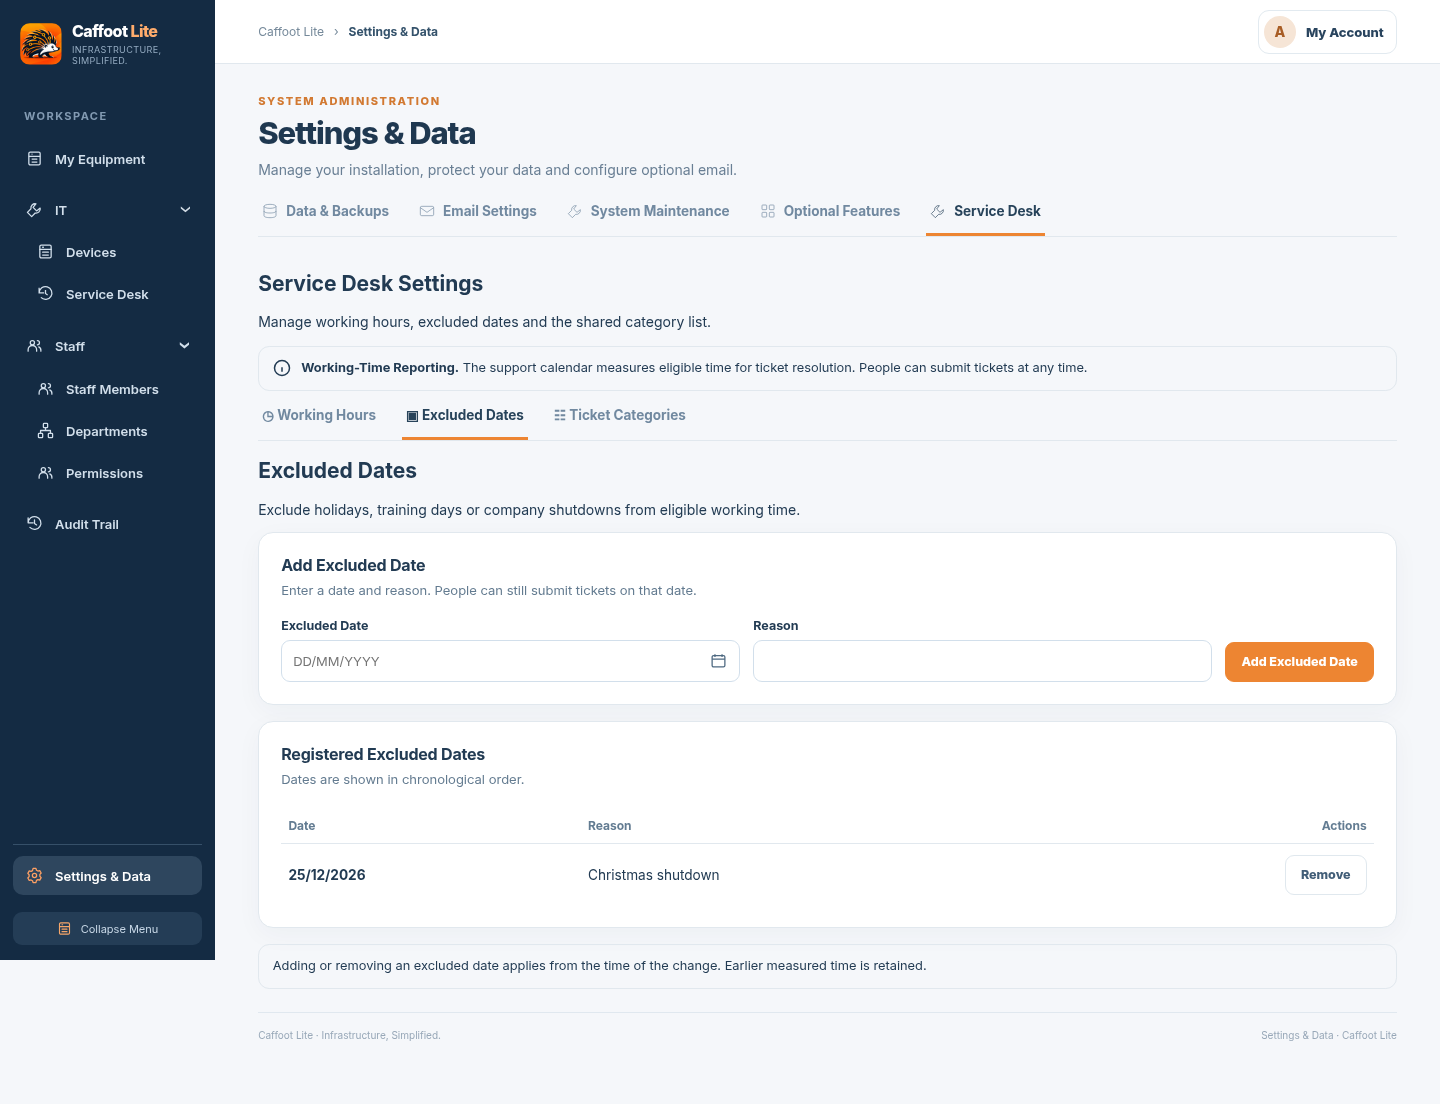 Caffoot Lite
INFRASTRUCTURE,
SIMPLIFIED.
WORKSPACE
My Equipment
IT
Devices
Service Desk
Staff
Staff Members
Departments
Permissions
Audit Trail
Settings & Data
Collapse Menu
Caffoot Lite › Settings & Data
A My Account
SYSTEM ADMINISTRATION
Settings & Data
Manage your installation, protect your data and configure optional email.
Data & Backups Email Settings System Maintenance Optional Features Service Desk
Service Desk Settings
Manage working hours, excluded dates and the shared category list.
Working-Time Reporting. The support calendar measures eligible time for ticket resolution. People can submit tickets at any time.
Working Hours Excluded Dates Ticket Categories
Excluded Dates
Exclude holidays, training days or company shutdowns from eligible working time.
Add Excluded Date
Enter a date and reason. People can still submit tickets on that date.
Excluded Date Reason
DD/MM/YYYY Add Excluded Date
Registered Excluded Dates
Dates are shown in chronological order.
Date Reason Actions
25/12/2026 Christmas shutdown Remove
Adding or removing an excluded date applies from the time of the change. Earlier measured time is retained.
Caffoot Lite · Infrastructure, Simplified. Settings & Data · Caffoot Lite